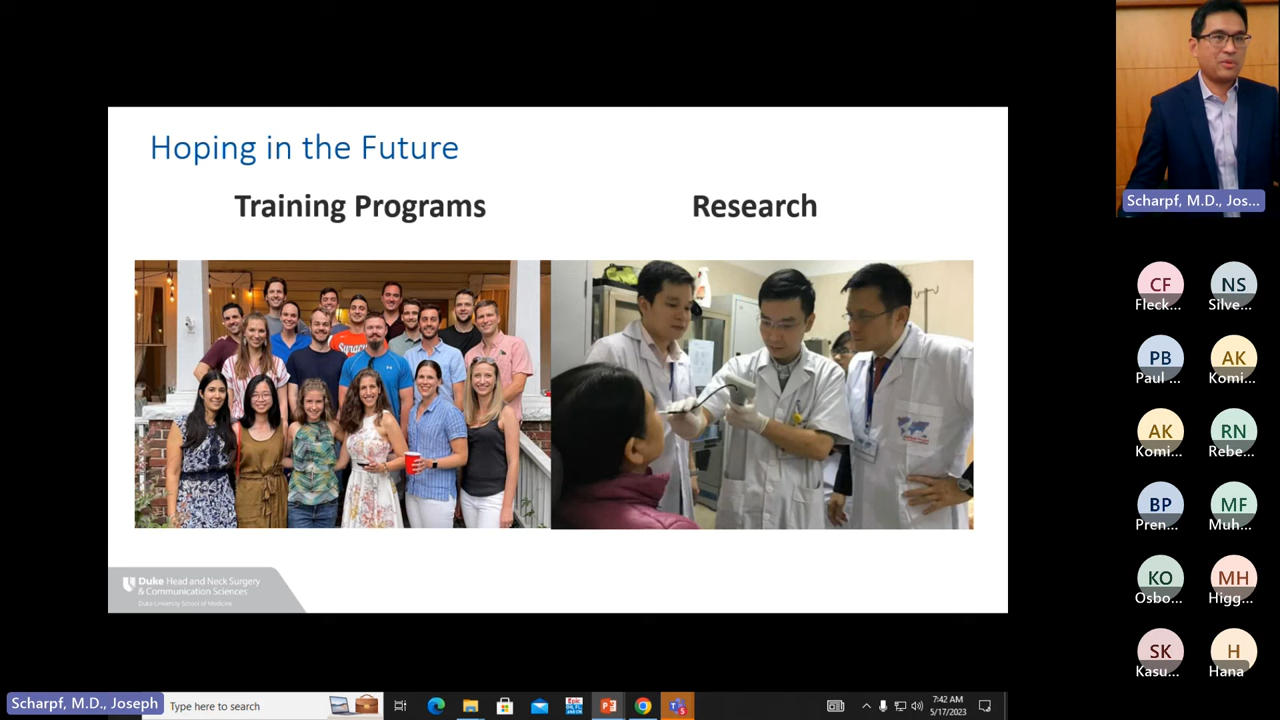 Hoping in the Future
Training Programs
Research
Syracu
Duke Head and Neck Surgery
& Communication Sciences
Duke University School of Medicine
Scharpf, M.D., Jos...
CF
Fleck...
NS
Silve...
PB
Paul ...
AK
Komi...
AK
Komi...
RN
Rebe...
BP
Pren...
MF
Muh...
KO
Osbo...
MH
Higg...
SK
Kasu...
H
Hana
Scharpf, M.D., Joseph
Type here to search
Epic
7:42 AM
5/17/2023